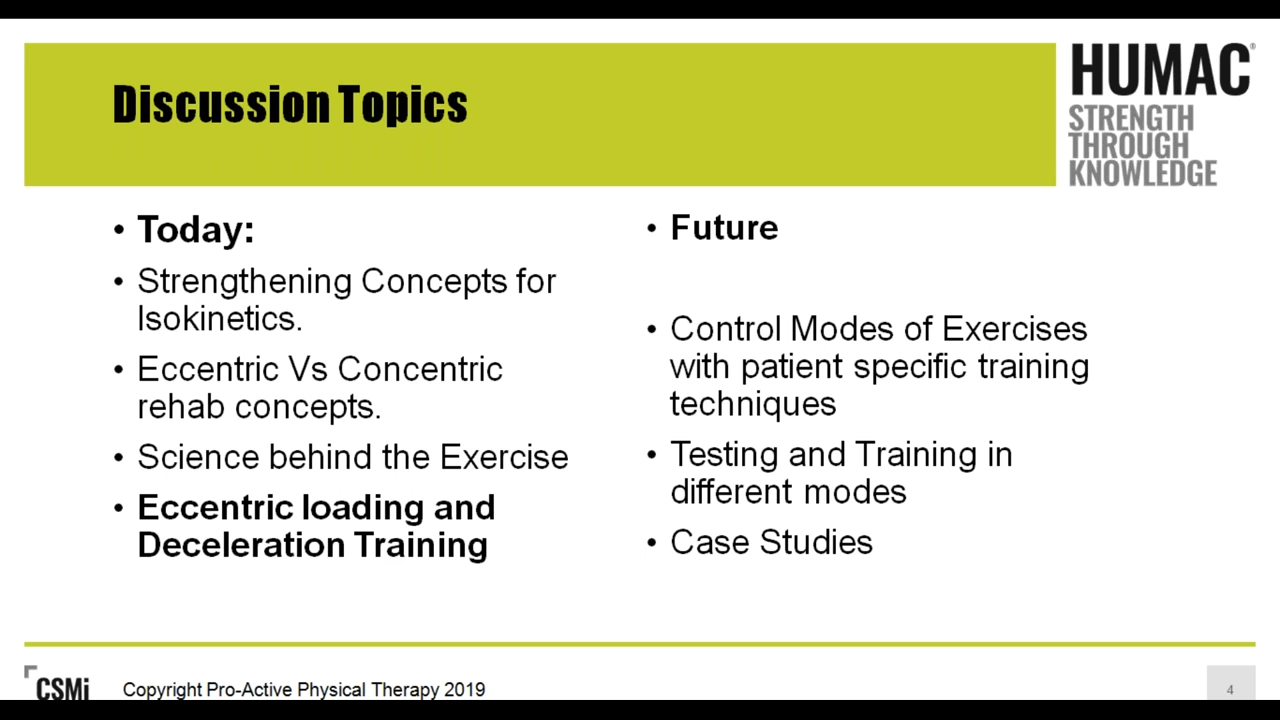 Discussion Topics
HUMAC®
STRENGTH
THROUGH
KNOWLEDGE
• Today:
• Strengthening Concepts for
Isokinetics.
• Eccentric Vs Concentric
rehab concepts.
• Science behind the Exercise
• Eccentric loading and
Deceleration Training
• Future
• Control Modes of Exercises
with patient specific training
techniques
• Testing and Training in
different modes
• Case Studies
CSMi
Copyright Pro-Active Physical Therapy 2019
4